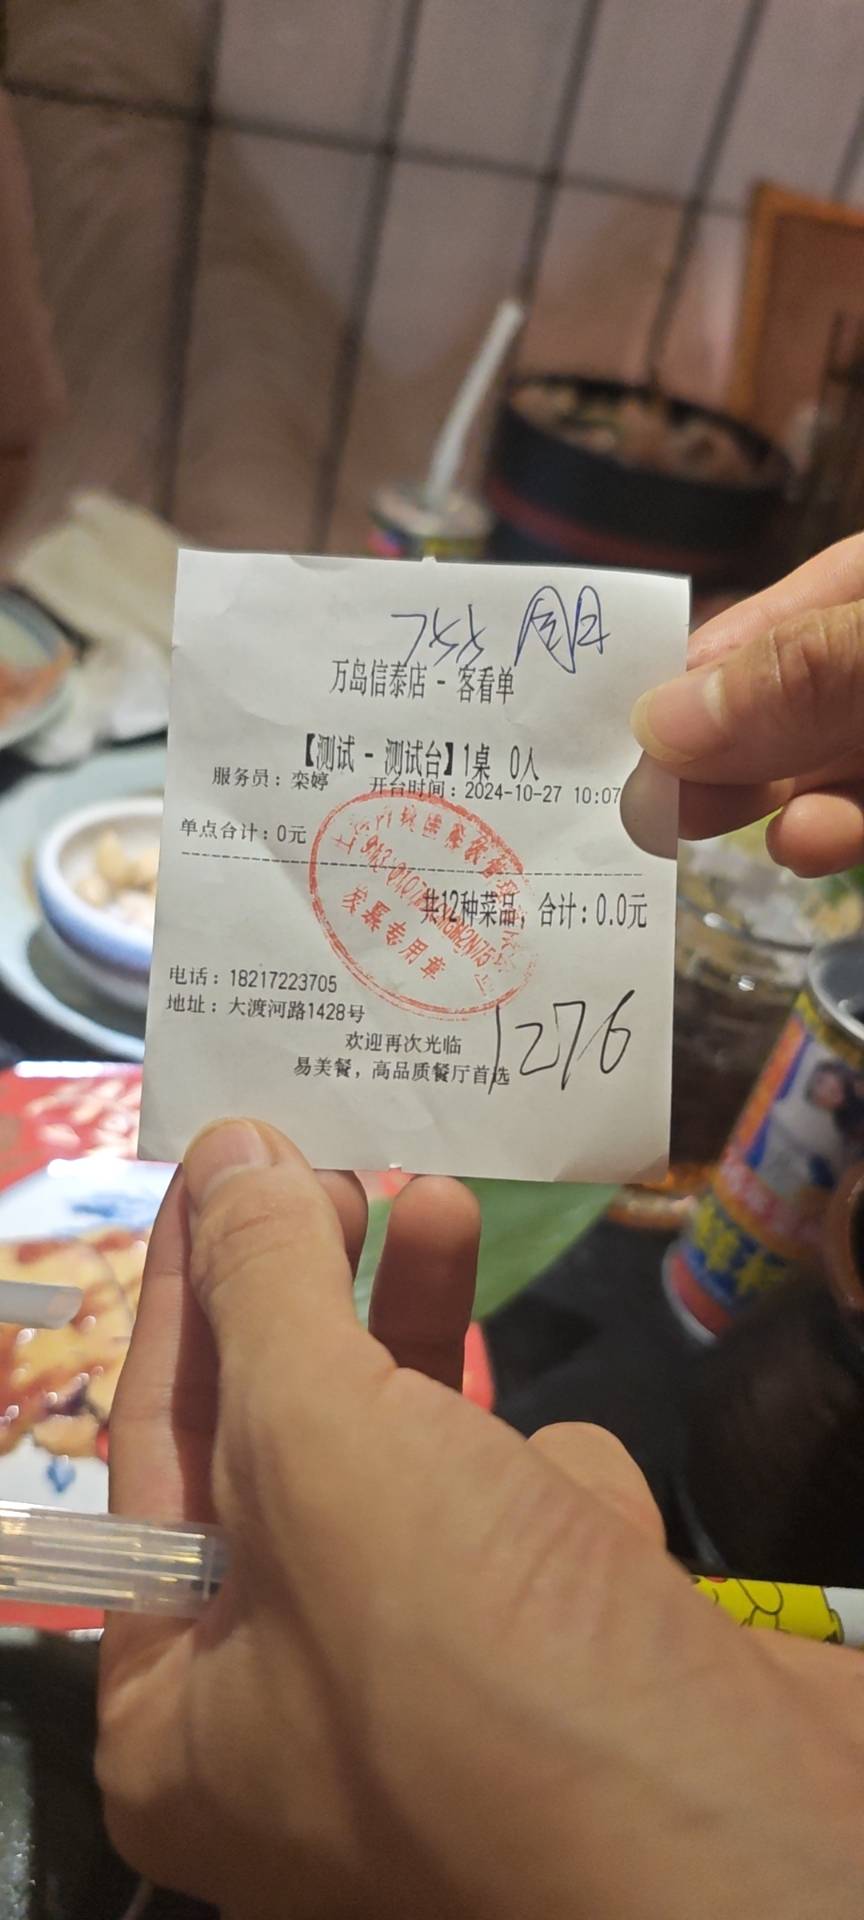 万岛信泰店 - 客看单
【测试 - 测试台】1桌 0人
服务员：栾婷 开台时间：2024-10-27 10:07
单点合计：0元
共12种菜品，合计：0.0元
发票专用章
电话：18217223705
地址：大渡河路1428号
欢迎再次光临
1276
易美餐，高品质餐厅首选